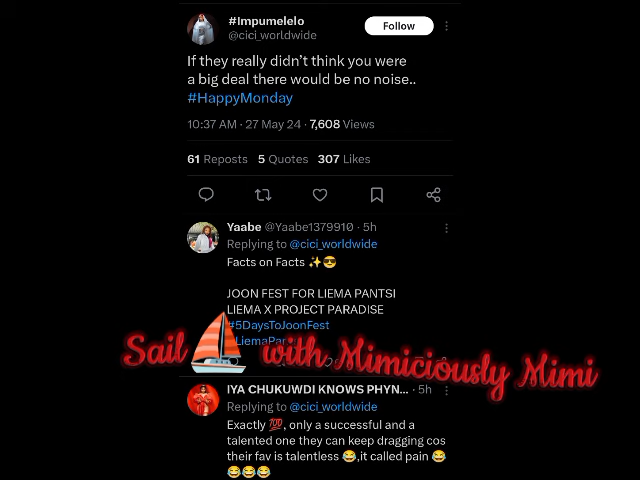 #Impumelelo
@cici_worldwide
Follow
If they really didn’t think you were
a big deal there would be no noise..
#HappyMonday
10:37 AM · 27 May 24 · 7,608 Views
61 Reposts 5 Quotes 307 Likes
Yaabe @Yaabe1379910 · 5h
Replying to @cici_worldwide
Facts on Facts ✨😎
JOON FEST FOR LIEMA PANTSI
LIEMA X PROJECT PARADISE
#5DaysToJoonFest
Sail ⛵ with Mimiciously Mimi
IYA CHUKUWDI KNOWS PHYN... · 5h
Replying to @cici_worldwide
Exactly 💯, only a successful and a
talented one they can keep dragging cos
their fav is talentless 😂,it called pain 😂
😂😂😂